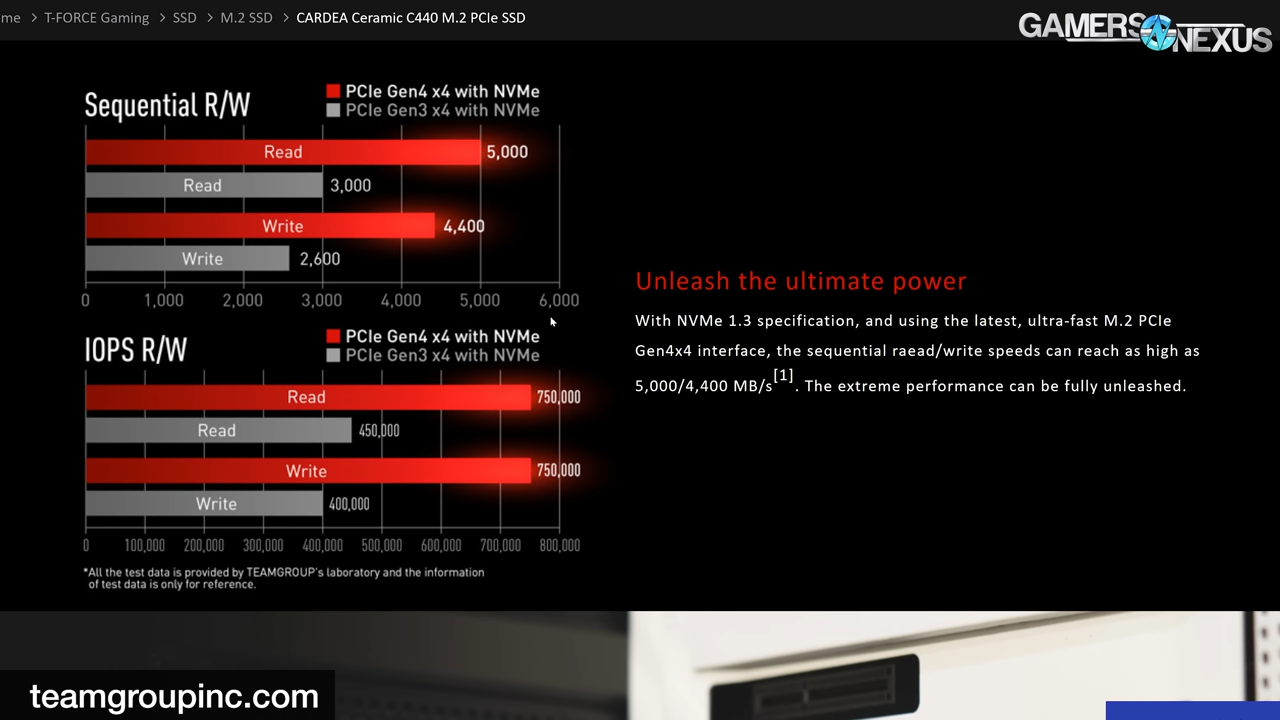 me > T-FORCE Gaming > SSD > M.2 SSD > CARDEA Ceramic C440 M.2 PCIe SSD
GAMERS NEXUS
Sequential R/W
PCIe Gen4 x4 with NVMe
PCIe Gen3 x4 with NVMe
Read 5,000
Read 3,000
Write 4,400
Write 2,600
0 1,000 2,000 3,000 4,000 5,000 6,000
IOPS R/W
PCIe Gen4 x4 with NVMe
PCIe Gen3 x4 with NVMe
Read 750,000
Read 450,000
Write 750,000
Write 400,000
0 100,000 200,000 300,000 400,000 500,000 600,000 700,000 800,000
*All the test data is provided by TEAMGROUP's laboratory and the information
of test data is only for reference.
Unleash the ultimate power
With NVMe 1.3 specification, and using the latest, ultra-fast M.2 PCIe
Gen4x4 interface, the sequential raead/write speeds can reach as high as
5,000/4,400 MB/s[1]. The extreme performance can be fully unleashed.
teamgroupinc.com